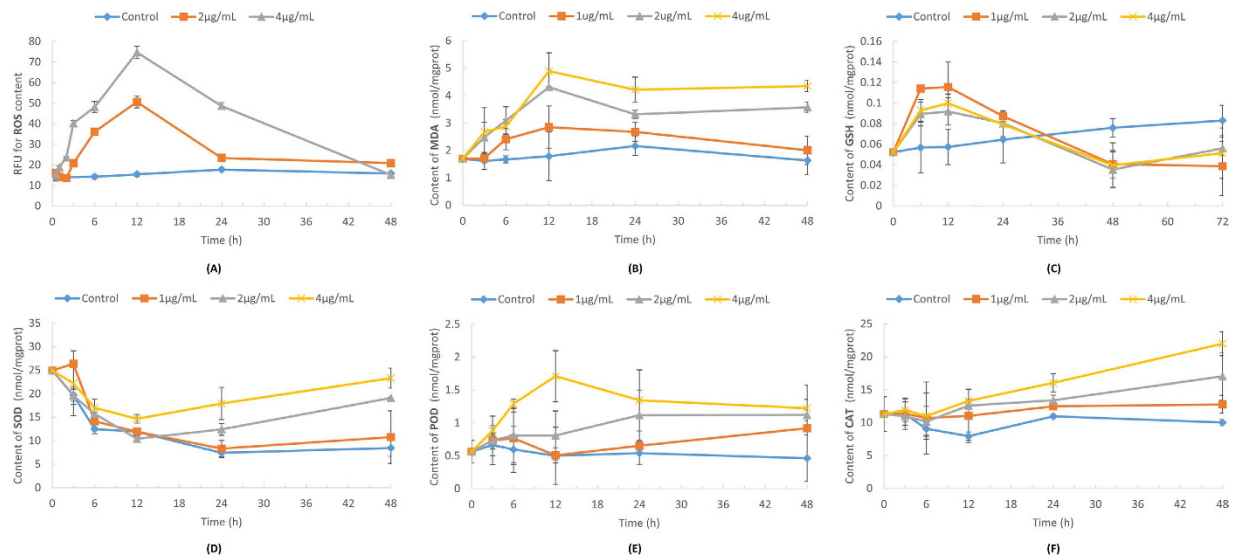 Control 2μg/mL 4μg/mL
RFU for ROS content
80
70
60
50
40
30
20
10
0
0 6 12 18 24 30 36 42 48
Time (h)
(A)
Control 1ug/mL 2ug/mL 4ug/mL
Content of MDA (nmol/mgprot)
6
5
4
3
2
1
0
0 6 12 18 24 30 36 42 48
Time (h)
(B)
Control 1μg/mL 2μg/mL 4μg/mL
Content of GSH (nmol/mgprot)
0.16
0.14
0.12
0.1
0.08
0.06
0.04
0.02
0
0 12 24 36 48 60 72
Time (h)
(C)
Control 1μg/mL 2μg/mL 4μg/mL
Content of SOD (nmol/mgprot)
35
30
25
20
15
10
5
0
0 6 12 18 24 30 36 42 48
Time (h)
(D)
Control 1μg/mL 2μg/mL 4μg/mL
Content of POD (nmol/mgprot)
2.5
2
1.5
1
0.5
0
0 6 12 18 24 30 36 42 48
Time (h)
(E)
Control 1μg/mL 2μg/mL 4μg/mL
Content of CAT (nmol/mgprot)
25
20
15
10
5
0
0 6 12 18 24 30 36 42 48
Time (h)
(F)